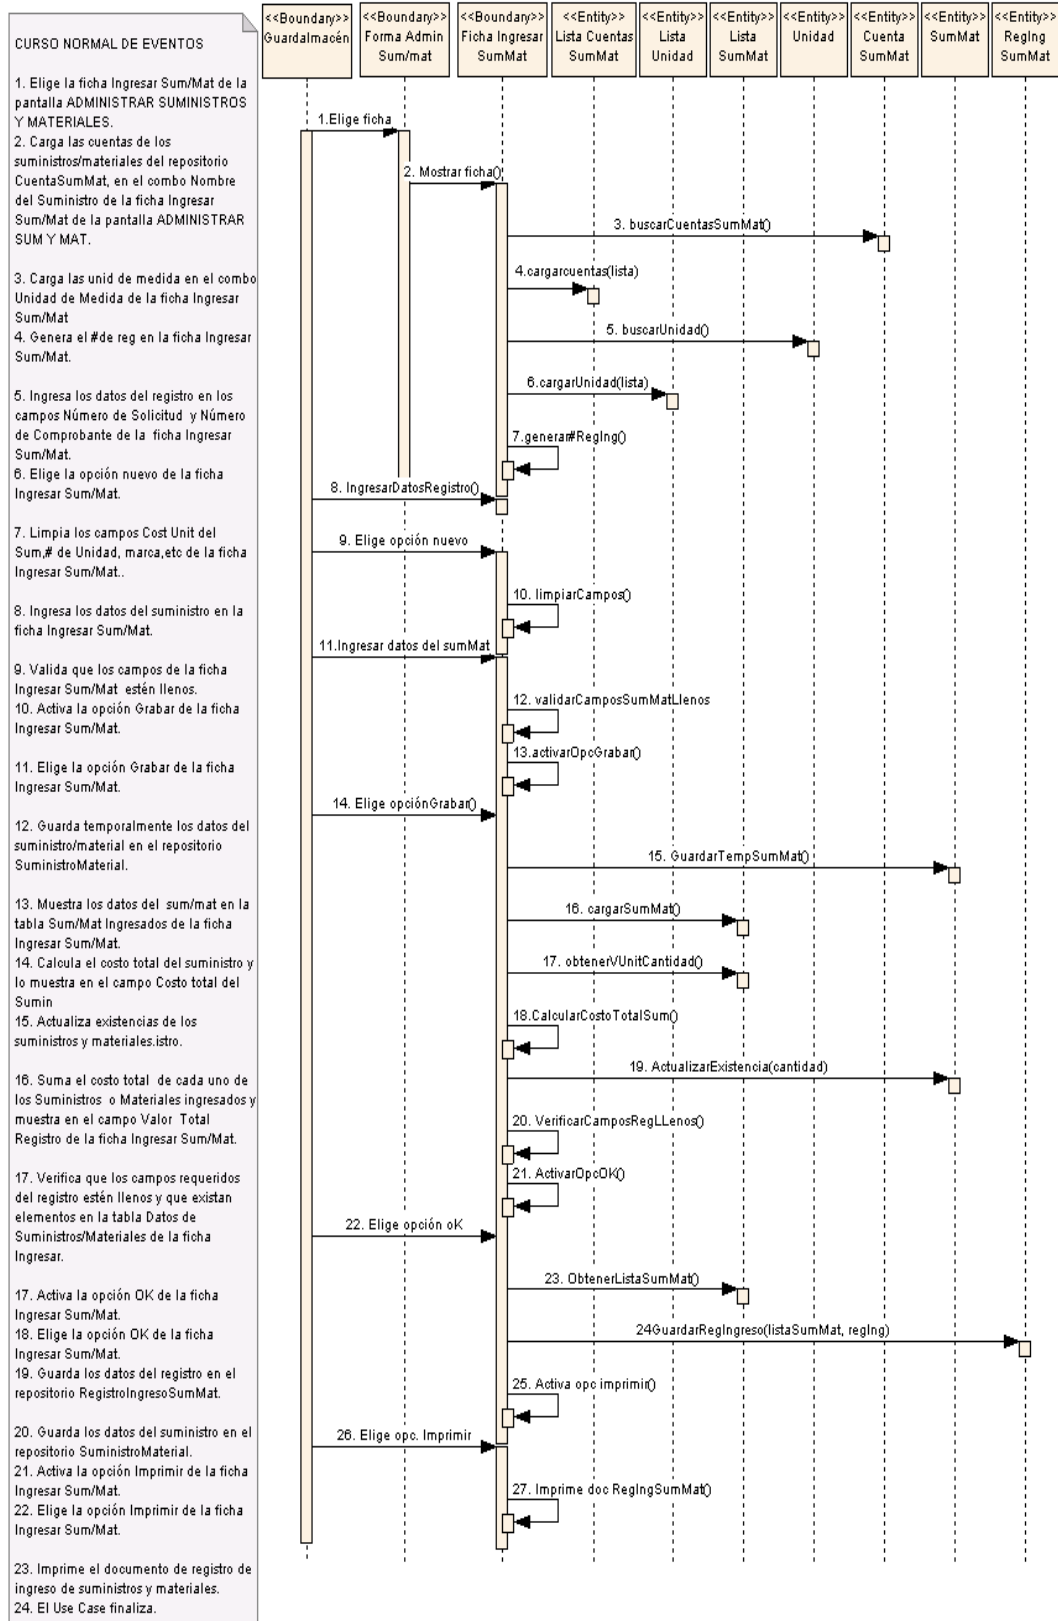 CURSO NORMAL DE EVENTOS
1. Elige la ficha Ingresar Sum/Mat de la
pantalla ADMINISTRAR SUMINISTROS
Y MATERIALES.
2. Carga las cuentas de los
suministros/materiales del repositorio
CuentaSumMat, en el combo Nombre
del Suministro de la ficha Ingresar
Sum/Mat de la pantalla ADMINISTRAR
SUM Y MAT.
3. Carga las unid de medida en el combo
Unidad de Medida de la ficha Ingresar
Sum/Mat
4. Genera el #de reg en la ficha Ingresar
Sum/Mat.
5. Ingresa los datos del registro en los
campos Número de Solicitud y Número
de Comprobante de la ficha Ingresar
Sum/Mat.
6. Elige la opción nuevo de la ficha
Ingresar Sum/Mat.
7. Limpia los campos Cost Unit del
Sum,# de Unidad, marca,etc de la ficha
Ingresar Sum/Mat..
8. Ingresa los datos del suministro en la
ficha Ingresar Sum/Mat.
9. Valida que los campos de la ficha
Ingresar Sum/Mat estén llenos.
10. Activa la opción Grabar de la ficha
Ingresar Sum/Mat.
11. Elige la opción Grabar de la ficha
Ingresar Sum/Mat.
12. Guarda temporalmente los datos del
suministro/material en el repositorio
SuministroMaterial.
13. Muestra los datos del sum/mat en la
tabla Sum/Mat Ingresados de la ficha
Ingresar Sum/Mat.
14. Calcula el costo total del suministro y
lo muestra en el campo Costo total del
Sumin
15. Actualiza existencias de los
suministros y materiales.istro.
16. Suma el costo total de cada uno de
los Suministros o Materiales ingresados y
muestra en el campo Valor Total
Registro de la ficha Ingresar Sum/Mat.
17. Verifica que los campos requeridos
del registro estén llenos y que existan
elementos en la tabla Datos de
Suministros/Materiales de la ficha
Ingresar.
17. Activa la opción OK de la ficha
Ingresar Sum/Mat.
18. Elige la opción OK de la ficha
Ingresar Sum/Mat.
19. Guarda los datos del registro en el
repositorio RegistroIngresoSumMat.
20. Guarda los datos del suministro en el
repositorio SuministroMaterial.
21. Activa la opción Imprimir de la ficha
Ingresar Sum/Mat.
22. Elige la opción Imprimir de la ficha
Ingresar Sum/Mat.
23. Imprime el documento de registro de
ingreso de suministros y materiales.
24. El Use Case finaliza.
<<Boundary>>
Guardalmacén
<<Boundary>>
Forma Admin
Sum/mat
<<Boundary>>
Ficha Ingresar
SumMat
<<Entity>>
Lista Cuentas
SumMat
<<Entity>>
Lista
Unidad
<<Entity>>
Lista
SumMat
<<Entity>>
Unidad
<<Entity>>
Cuenta
SumMat
<<Entity>>
SumMat
<<Entity>>
RegIng
SumMat
1.Elige ficha
2. Mostrar ficha()
3. buscarCuentasSumMat()
4.cargarcuentas(lista)
5. buscarUnidad()
6.cargarUnidad(lista)
7.generar#RegIng()
8. IngresarDatosRegistro()
9. Elige opción nuevo
10. limpiarCampos()
11.Ingresar datos del sumMat
12. validarCamposSumMatLlenos
13.activarOpcGrabar()
14. Elige opciónGrabar()
15. GuardarTempSumMat()
16. cargarSumMat()
17. obtenerVUnitCantidad()
18.CalcularCostoTotalSum()
19. ActualizarExistencia(cantidad)
20. VerificarCamposRegLLenos()
21. ActivarOpcOK()
22. Elige opción oK
23. ObtenerListaSumMat()
24GuardarRegIngreso(listaSumMat, regIng)
25. Activa opc imprimir()
26. Elige opc. Imprimir
27. Imprime doc RegIngSumMat()